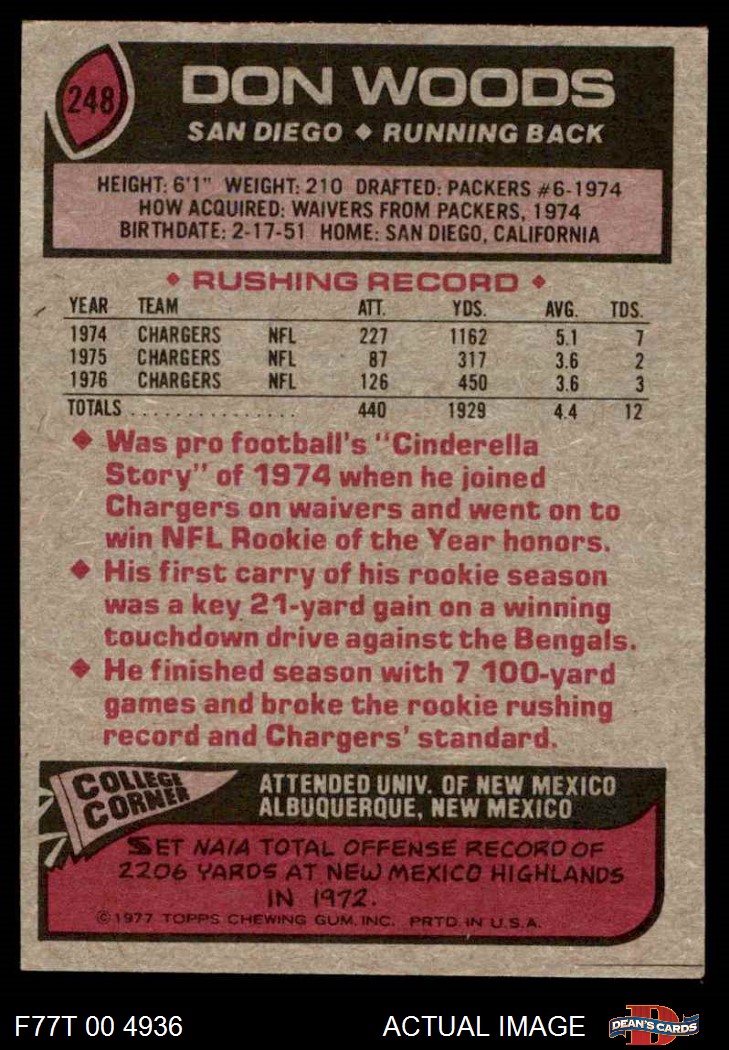 248
DON WOODS
SAN DIEGO ♦ RUNNING BACK
HEIGHT: 6'1" WEIGHT: 210 DRAFTED: PACKERS #6-1974
HOW ACQUIRED: WAIVERS FROM PACKERS, 1974
BIRTHDATE: 2-17-51 HOME: SAN DIEGO, CALIFORNIA
♦ RUSHING RECORD ♦
YEAR TEAM ATT. YDS. AVG. TDS.
1974 CHARGERS NFL 227 1162 5.1 7
1975 CHARGERS NFL 87 317 3.6 2
1976 CHARGERS NFL 126 450 3.6 3
TOTALS ................ 440 1929 4.4 12
♦ Was pro football's "Cinderella
Story" of 1974 when he joined
Chargers on waivers and went on to
win NFL Rookie of the Year honors.
♦ His first carry of his rookie season
was a key 21-yard gain on a winning
touchdown drive against the Bengals.
♦ He finished season with 7 100-yard
games and broke the rookie rushing
record and Chargers' standard.
COLLEGE
CORNER
ATTENDED UNIV. OF NEW MEXICO
ALBUQUERQUE, NEW MEXICO
SET NAIA TOTAL OFFENSE RECORD OF
2206 YARDS AT NEW MEXICO HIGHLANDS
IN 1972.
©1977 TOPPS CHEWING GUM, INC. PRTD. IN U.S.A.
F77T 00 4936 ACTUAL IMAGE
D
DEAN'S CARDS